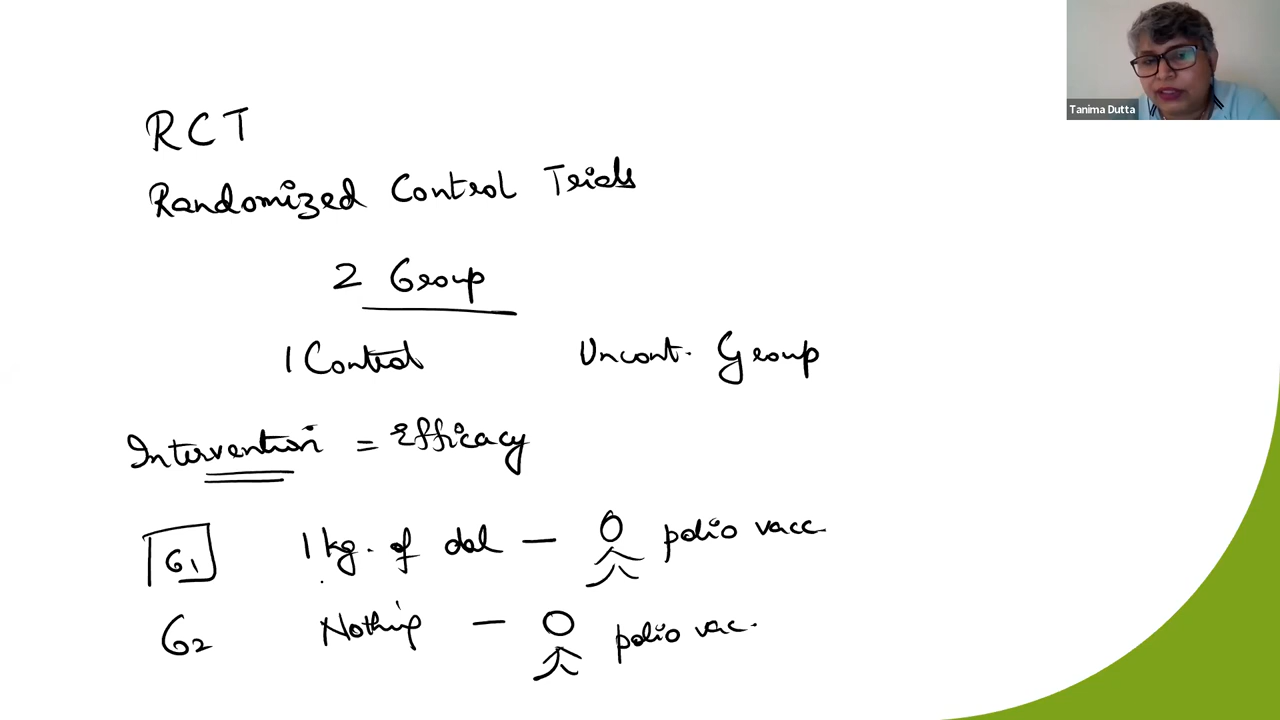 Tanima Dutta
RCT
Randomized Control Trials
2 Group
1 Control Uncont. Group
Intervention = Efficacy
G1 1 kg. of dal — polio vacc
G2 Nothing — polio vac.